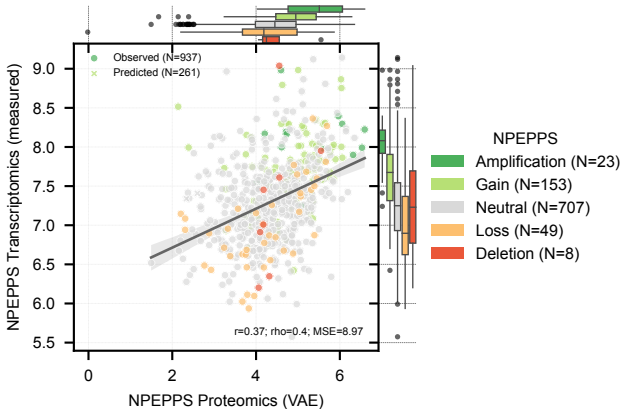 Observed (N=937)
Predicted (N=261)
9.0
8.5
8.0
7.5
7.0
6.5
6.0
5.5
NPEPPS Transcriptomics (measured)
r=0.37; rho=0.4; MSE=8.97
0 2 4 6
NPEPPS Proteomics (VAE)
NPEPPS
Amplification (N=23)
Gain (N=153)
Neutral (N=707)
Loss (N=49)
Deletion (N=8)